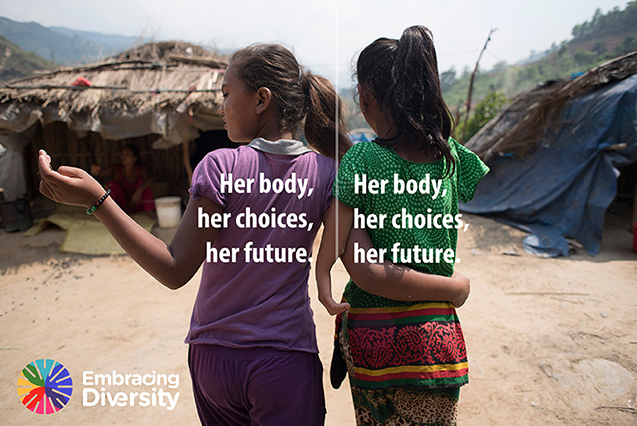 Her body,
her choices,
her future.
Her body,
her choices,
her future.
Embracing
Diversity